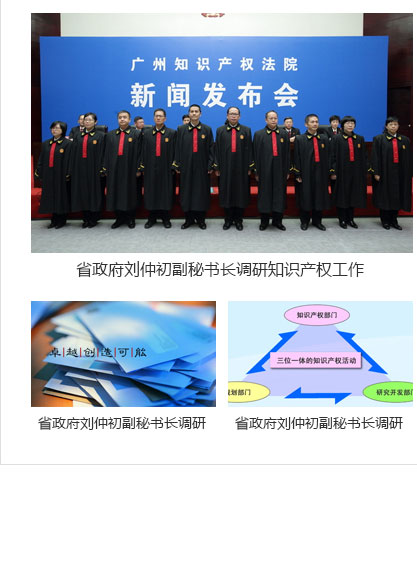 广州知识产权法院
新闻发布会
省政府刘仲初副秘书长调研知识产权工作
卓越创造可能
知识产权部门
三位一体的知识产权活动
划部门
研究开发部
省政府刘仲初副秘书长调研
省政府刘仲初副秘书长调研